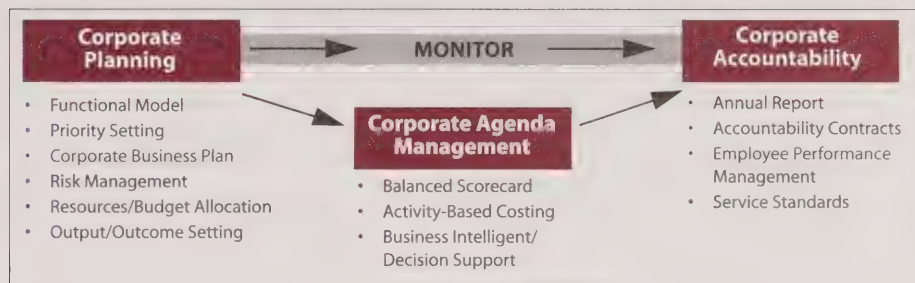 Corporate
Planning
MONITOR
Corporate
Accountability
• Functional Model
• Priority Setting
• Corporate Business Plan
• Risk Management
• Resources/Budget Allocation
• Output/Outcome Setting
Corporate Agenda
Management
• Balanced Scorecard
• Activity-Based Costing
• Business Intelligent/
Decision Support
• Annual Report
• Accountability Contracts
• Employee Performance
Management
• Service Standards